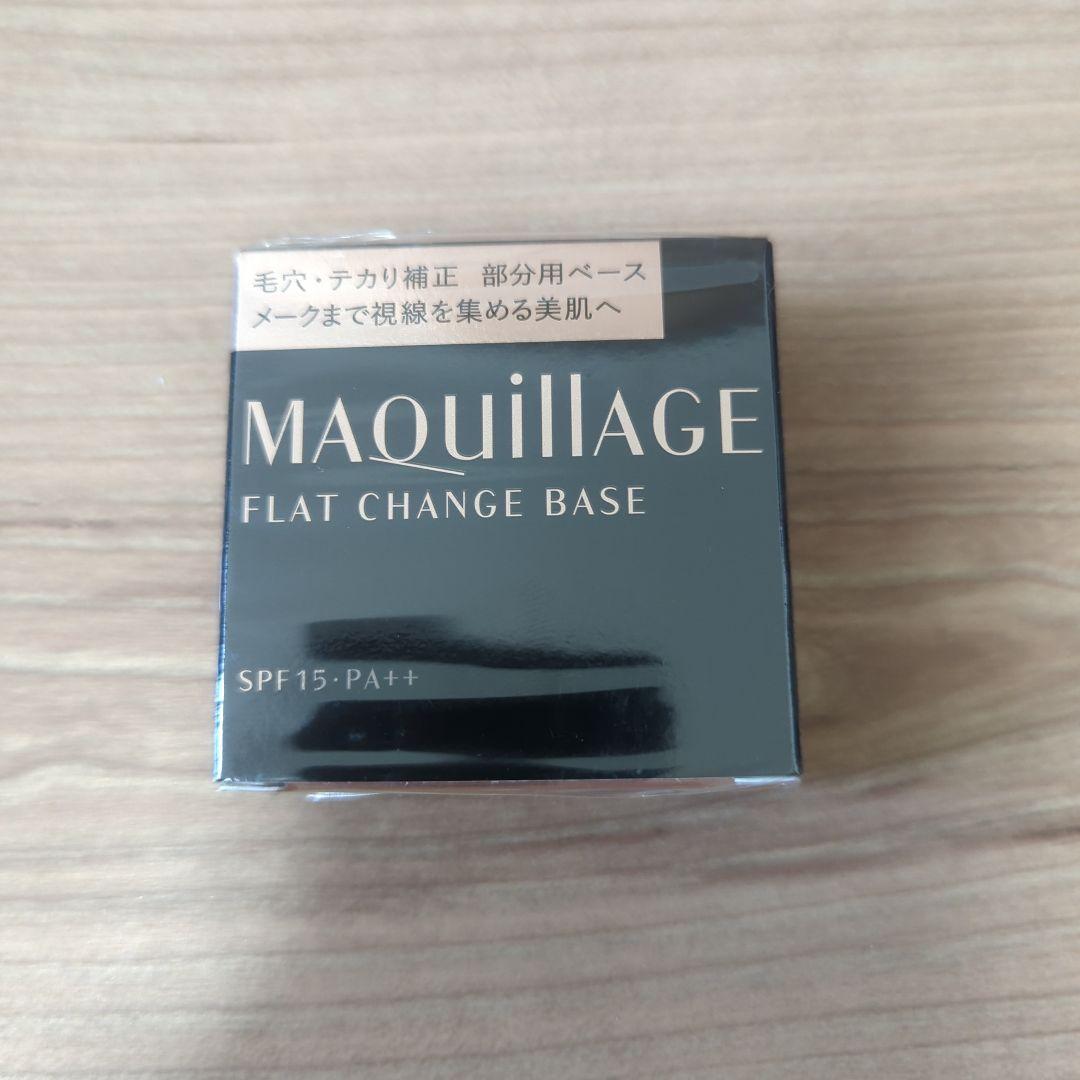 毛穴・テカリ補正 部分用ベース
メークまで視線を集める美肌へ
MAQuillAGE
FLAT CHANGE BASE
SPF15・PA++